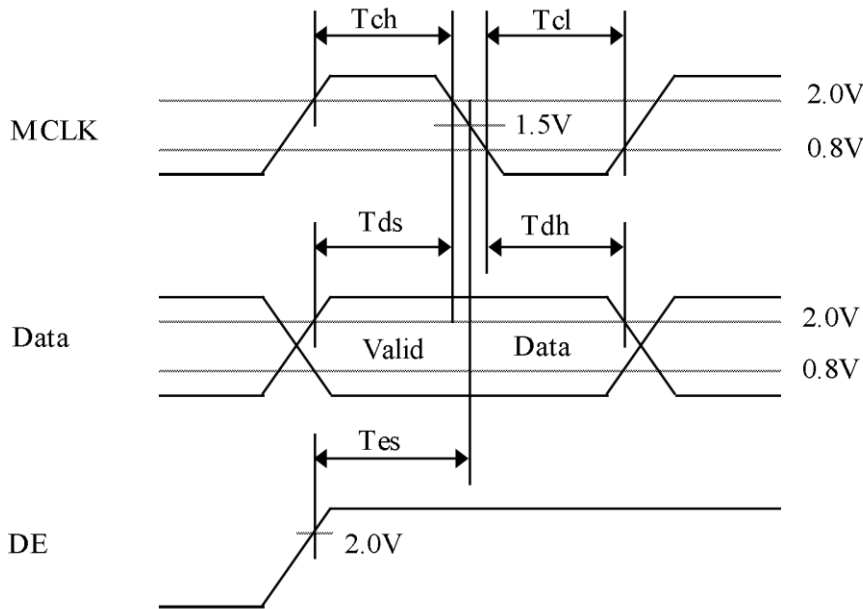 Tch
Tcl
2.0V
MCLK
1.5V
0.8V
Tds
Tdh
2.0V
Data
Valid
Data
0.8V
Tes
DE
2.0V